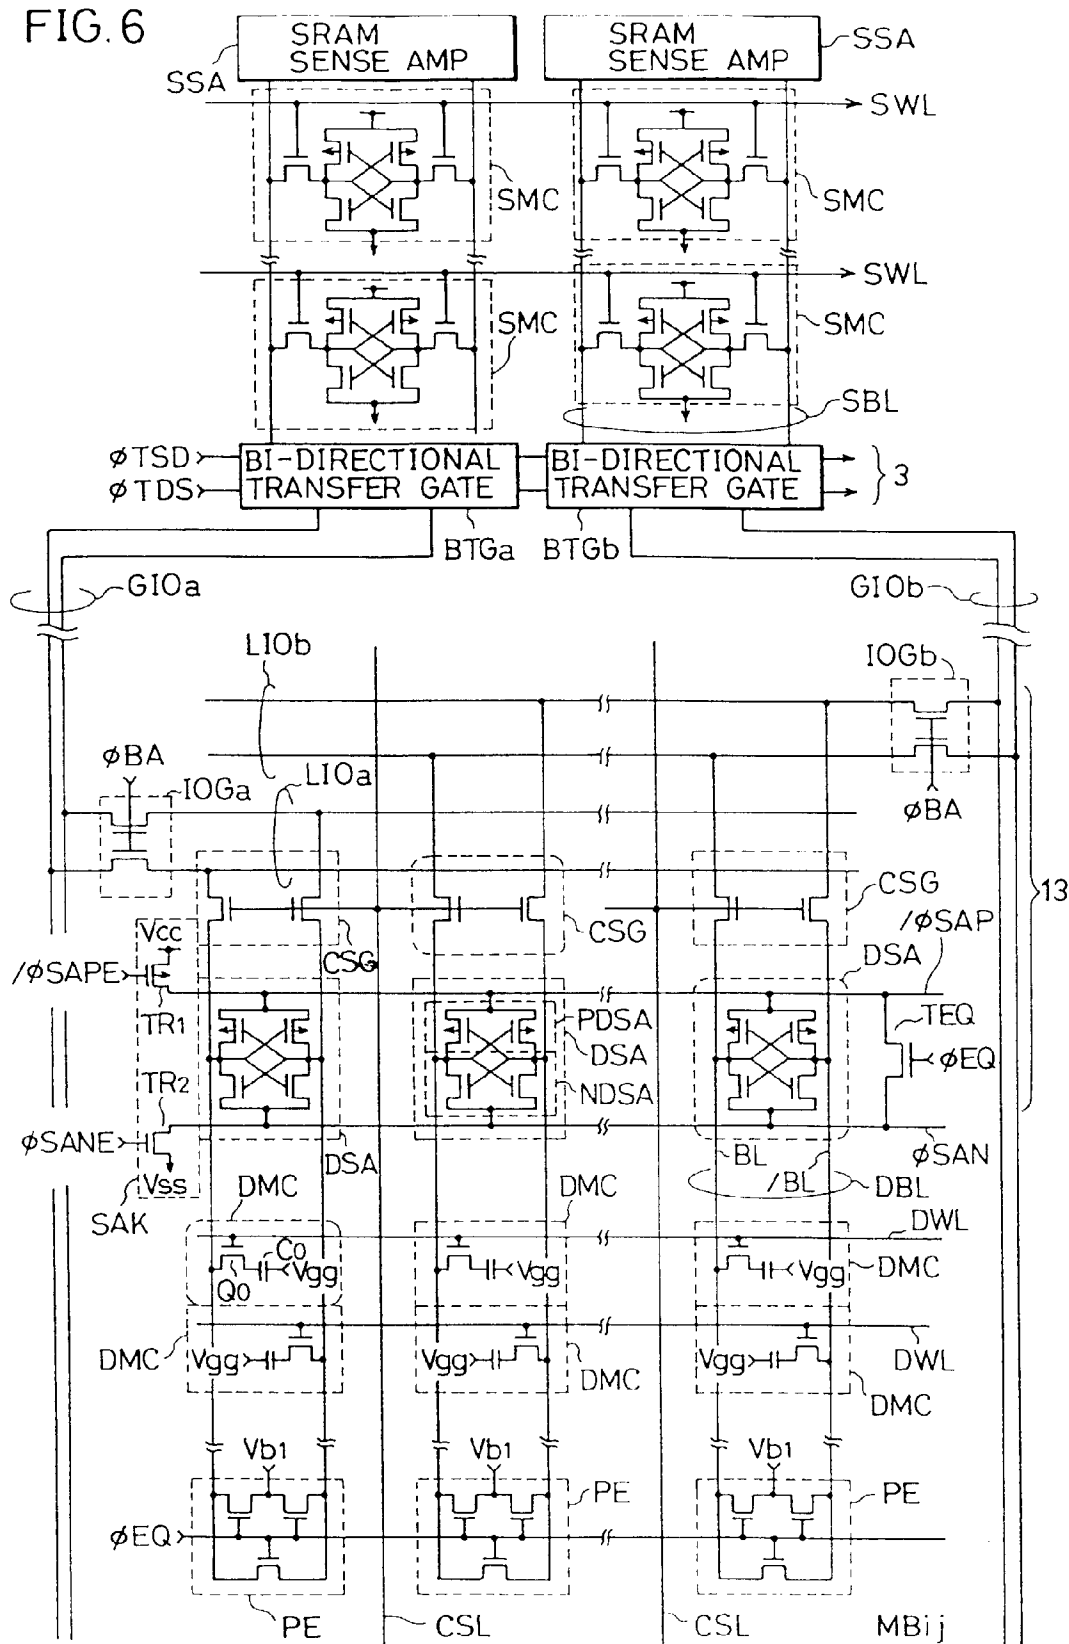 FIG.6
SRAM
SENSE AMP
SRAM
SENSE AMP
SSA
SSA
SWL
SMC
SMC
SWL
SMC
SMC
SBL
φTSD
φTDS
BI-DIRECTIONAL
TRANSFER GATE
BI-DIRECTIONAL
TRANSFER GATE
3
BTGa
BTGb
GIOa
GIOb
LIOb
IOGb
φBA
IOGa
LIOa
φBA
CSG
13
Vcc
CSG
CSG
/φSAP
/φSAPE
DSA
TR1
PDSA
TEQ
DSA
φEQ
TR2
NDSA
φSANE
DSA
BL
φSAN
Vss
/BL
DBL
SAK
DMC
DMC
DWL
Co
Vgg
Qo
Vgg
Vgg
DMC
DMC
Vgg
Vgg
DMC
Vgg
DWL
DMC
Vb1
Vb1
Vb1
PE
PE
φEQ
PE
CSL
CSL
MBij